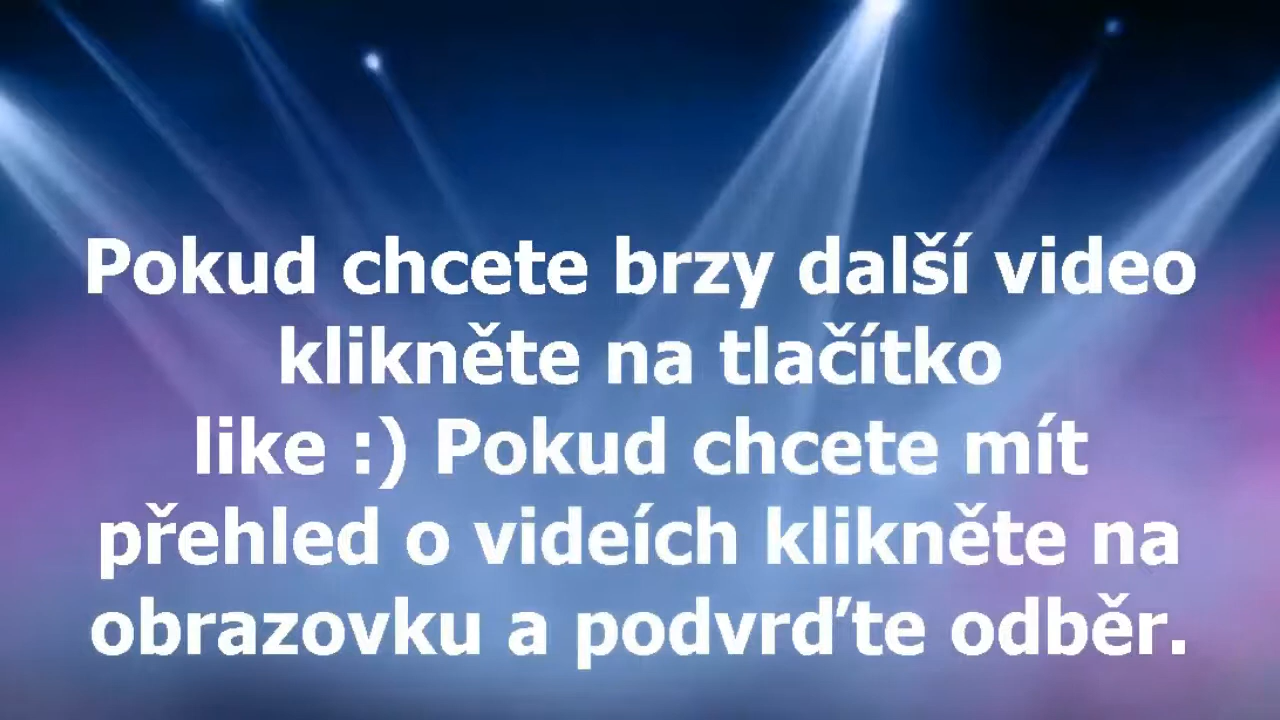 Pokud chcete brzy další video
klikněte na tlačítko
like :) Pokud chcete mít
přehled o videích klikněte na
obrazovku a podvrďte odběr.